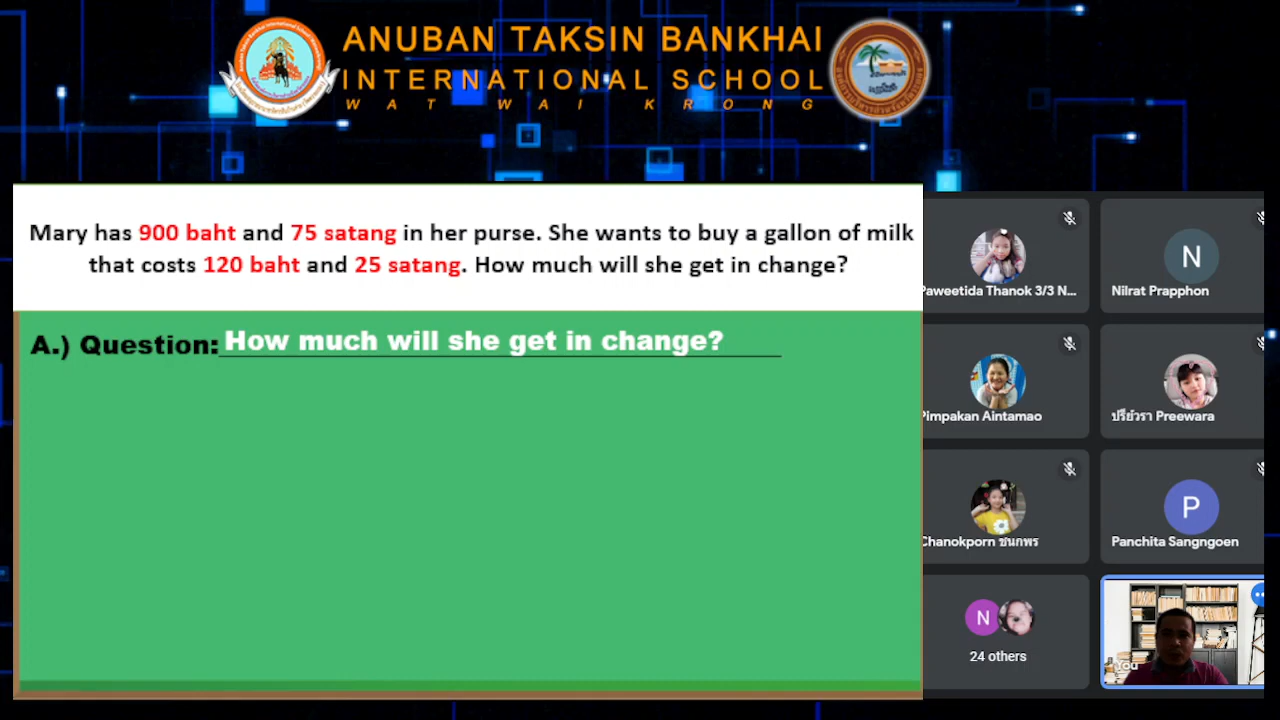 ANUBAN TAKSIN BANKHAI
INTERNATIONAL SCHOOL
WAT WAI KRONG
Mary has 900 baht and 75 satang in her purse. She wants to buy a gallon of milk
that costs 120 baht and 25 satang. How much will she get in change?
A.) Question: How much will she get in change?
Paweetida Thanok 3/3 N...
N
Nilrat Prapphon
Pimpakan Aintamao
ปรีย์วรา Preewara
Chanokporn ชนกพร
P
Panchita Sangngoen
N
24 others
You